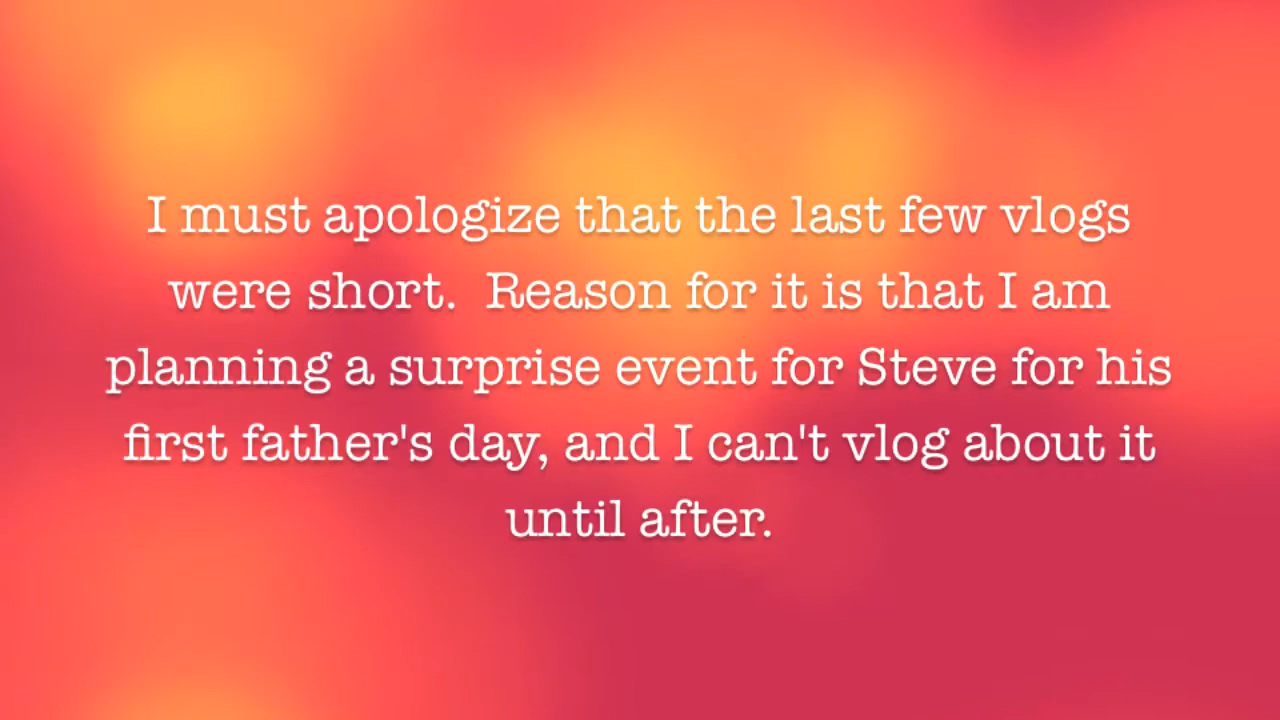 I must apologize that the last few vlogs
were short.  Reason for it is that I am
planning a surprise event for Steve for his
first father's day, and I can't vlog about it
until after.